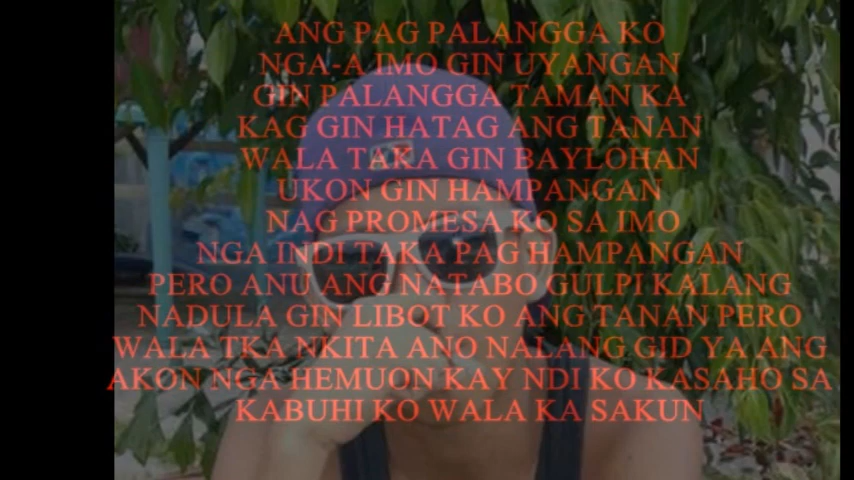 ANG PAG PALANGGA KO
NGA-A IMO GIN UYANGAN
GIN PALANGGA TAMAN KA
KAG GIN HATAG ANG TANAN
WALA TAKA GIN BAYLOHAN
UKON GIN HAMPANGAN
NAG PROMESA KO SA IMO
NGA INDI TAKA PAG HAMPANGAN
PERO ANU ANG NATABO GULPI KALANG
NADULA GIN LIBOT KO ANG TANAN PERO
WALA TKA NKITA ANO NALANG GID YA ANG
AKON NGA HEMUON KAY NDI KO KASAHO SA
KABUHI KO WALA KA SAKUN